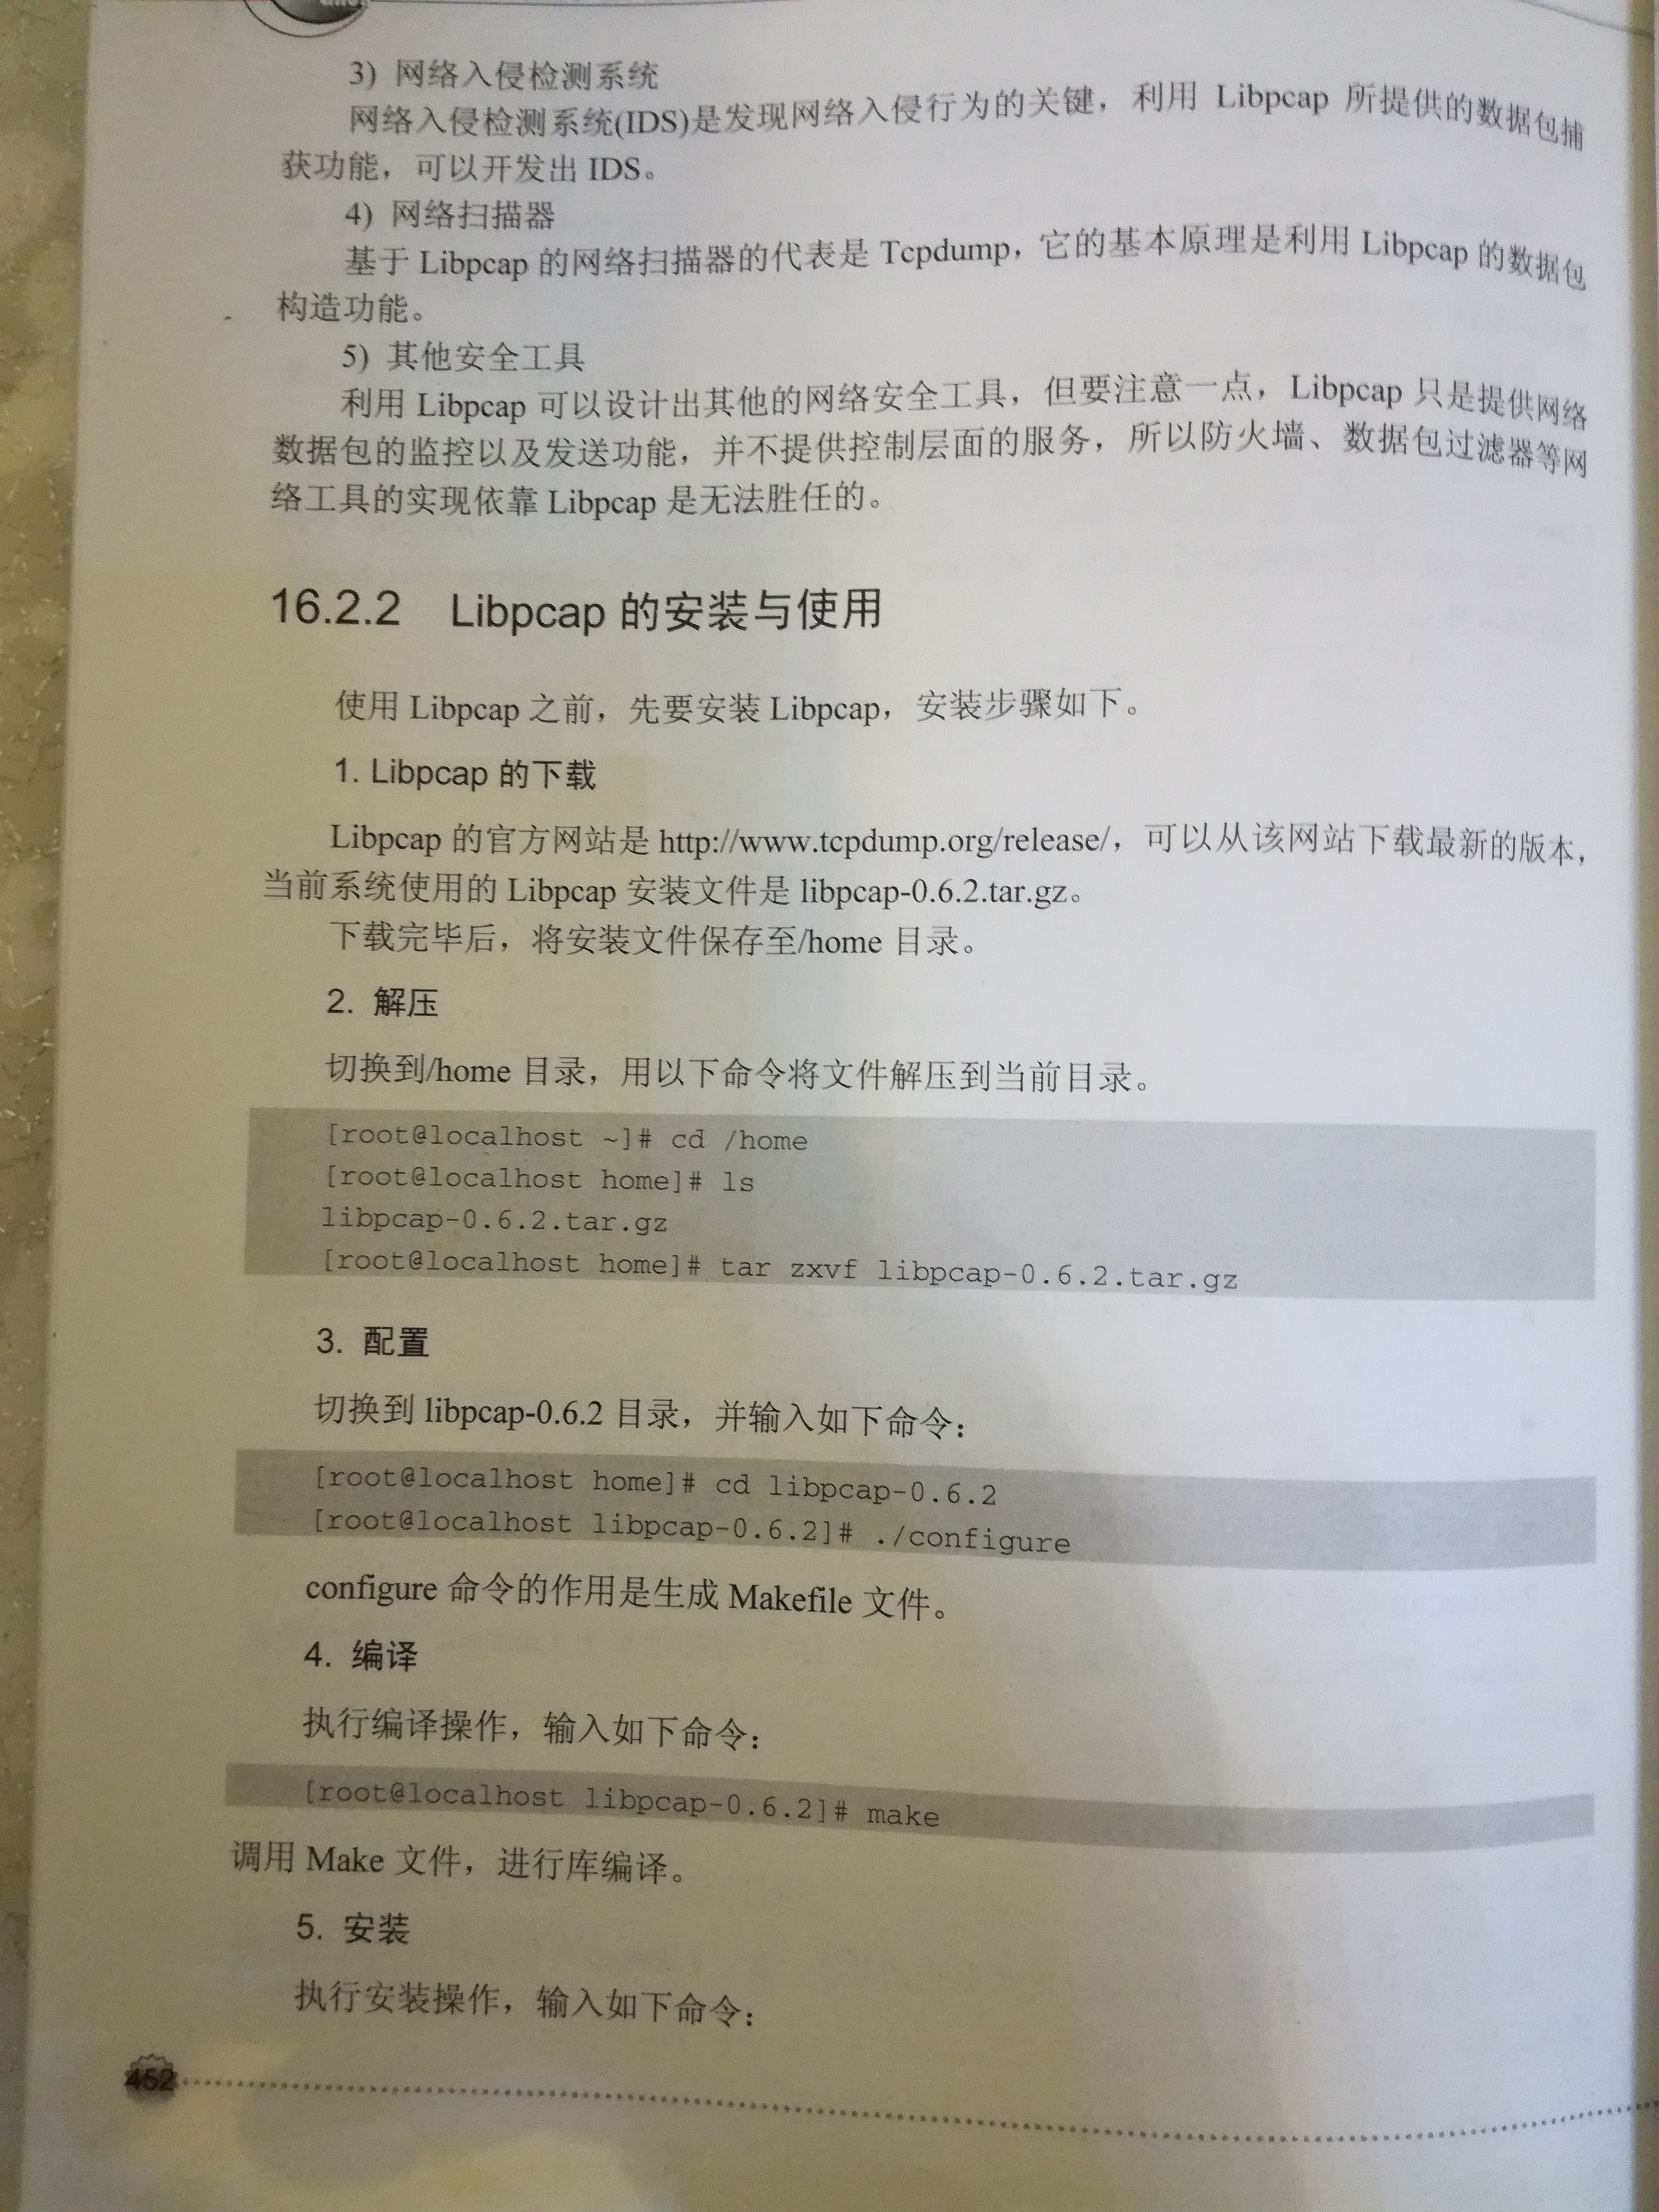 3) 网络入侵检测系统
网络入侵检测系统(IDS)是发现网络入侵行为的关键，利用 Libpcap 所提供的数据包捕
获功能，可以开发出 IDS。
4) 网络扫描器
基于 Libpcap 的网络扫描器的代表是 Tcpdump，它的基本原理是利用 Libpcap 的数据包
构造功能。
5) 其他安全工具
利用 Libpcap 可以设计出其他的网络安全工具，但要注意一点，Libpcap 只是提供网络
数据包的监控以及发送功能，并不提供控制层面的服务，所以防火墙、数据包过滤器等网
络工具的实现依靠 Libpcap 是无法胜任的。
16.2.2 Libpcap 的安装与使用
使用 Libpcap 之前，先要安装 Libpcap，安装步骤如下。
1. Libpcap 的下载
Libpcap 的官方网站是 http://www.tcpdump.org/release/，可以从该网站下载最新的版本，
当前系统使用的 Libpcap 安装文件是 libpcap-0.6.2.tar.gz。
下载完毕后，将安装文件保存至/home 目录。
2. 解压
切换到/home 目录，用以下命令将文件解压到当前目录。
[root@localhost ~]# cd /home
[root@localhost home]# ls
libpcap-0.6.2.tar.gz
[root@localhost home]# tar zxvf libpcap-0.6.2.tar.gz
3. 配置
切换到 libpcap-0.6.2 目录，并输入如下命令：
[root@localhost home]# cd libpcap-0.6.2
[root@localhost libpcap-0.6.2]# ./configure
configure 命令的作用是生成 Makefile 文件。
4. 编译
执行编译操作，输入如下命令：
[root@localhost libpcap-0.6.2]# make
调用 Make 文件，进行库编译。
5. 安装
执行安装操作，输入如下命令：
452